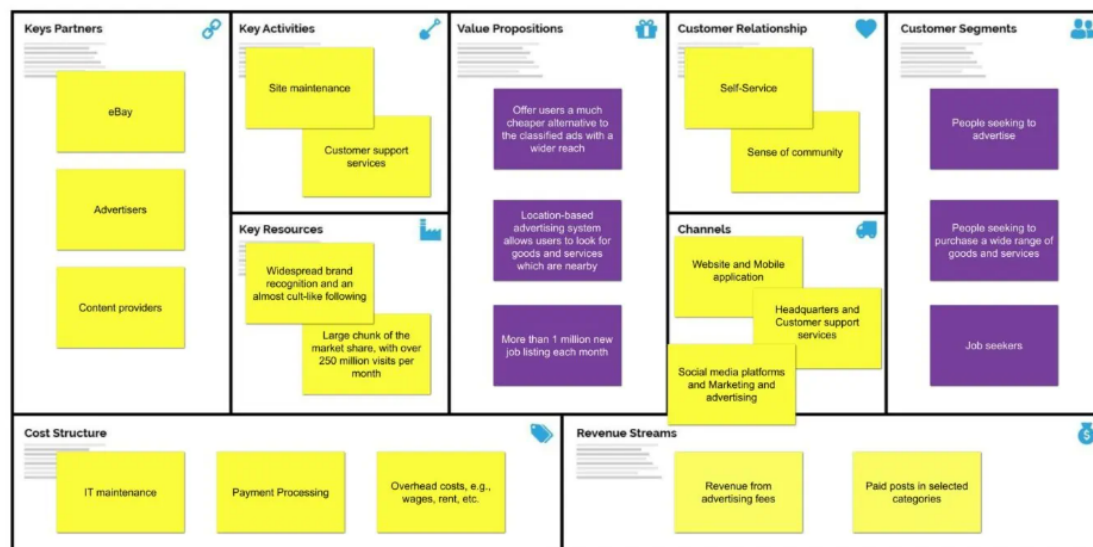 Keys Partners
eBay
Advertisers
Content providers
Key Activities
Site maintenance
Customer support
services
Key Resources
Widespread brand
recognition and an
almost cult-like following
Large chunk of the
market share, with over
250 million visits per
month
Value Propositions
Offer users a much
cheaper alternative to
the classified ads with a
wider reach
Location-based
advertising system
allows users to look for
goods and services
which are nearby
More than 1 million new
job listing each month
Customer Relationship
Self-Service
Sense of community
Channels
Website and Mobile
application
Headquarters and
Customer support
services
Social media platforms
and Marketing and
advertising
Customer Segments
People seeking to
advertise
People seeking to
purchase a wide range of
goods and services
Job seekers
Cost Structure
IT maintenance
Payment Processing
Overhead costs, e.g.,
wages, rent, etc.
Revenue Streams
Revenue from
advertising fees
Paid posts in selected
categories